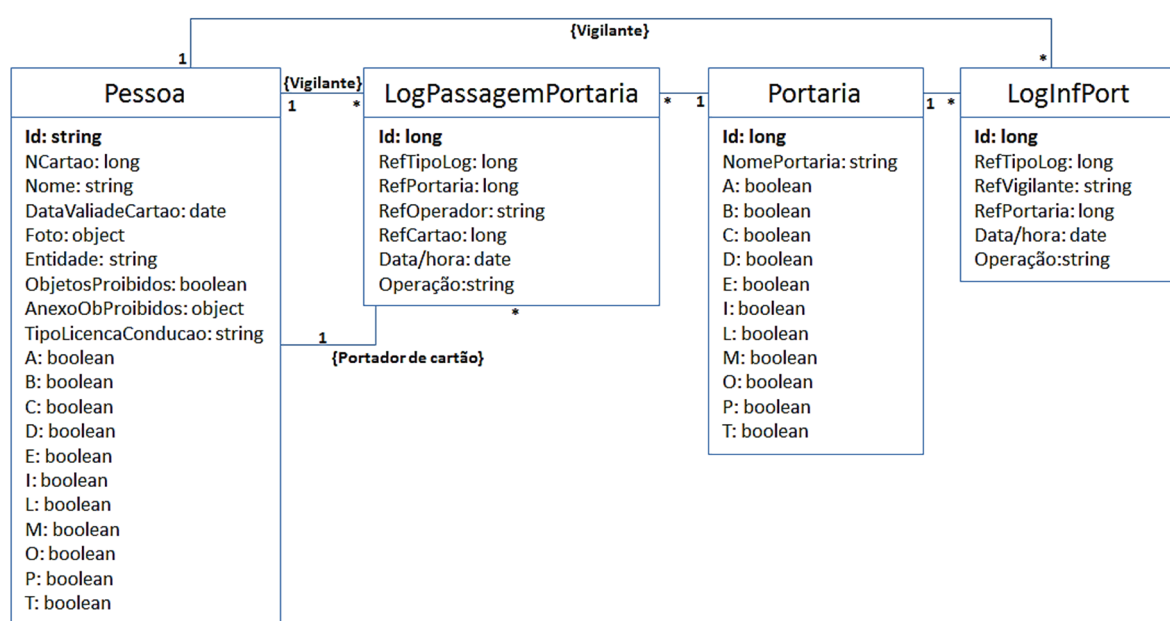 {Vigilante}
1
*
Pessoa
Id: string
NCartao: long
Nome: string
DataValiadeCartao: date
Foto: object
Entidade: string
ObjetosProibidos: boolean
AnexoObProibidos: object
TipoLicencaConducao: string
A: boolean
B: boolean
C: boolean
D: boolean
E: boolean
I: boolean
L: boolean
M: boolean
O: boolean
P: boolean
T: boolean
{Vigilante}
1
*
LogPassagemPortaria
Id: long
RefTipoLog: long
RefPortaria: long
RefOperador: string
RefCartao: long
Data/hora: date
Operação:string
*
1
{Portador de cartão}
*
1
Portaria
Id: long
NomePortaria: string
A: boolean
B: boolean
C: boolean
D: boolean
E: boolean
I: boolean
L: boolean
M: boolean
O: boolean
P: boolean
T: boolean
1
*
LogInfPort
Id: long
RefTipoLog: long
RefVigilante: string
RefPortaria: long
Data/hora: date
Operação:string